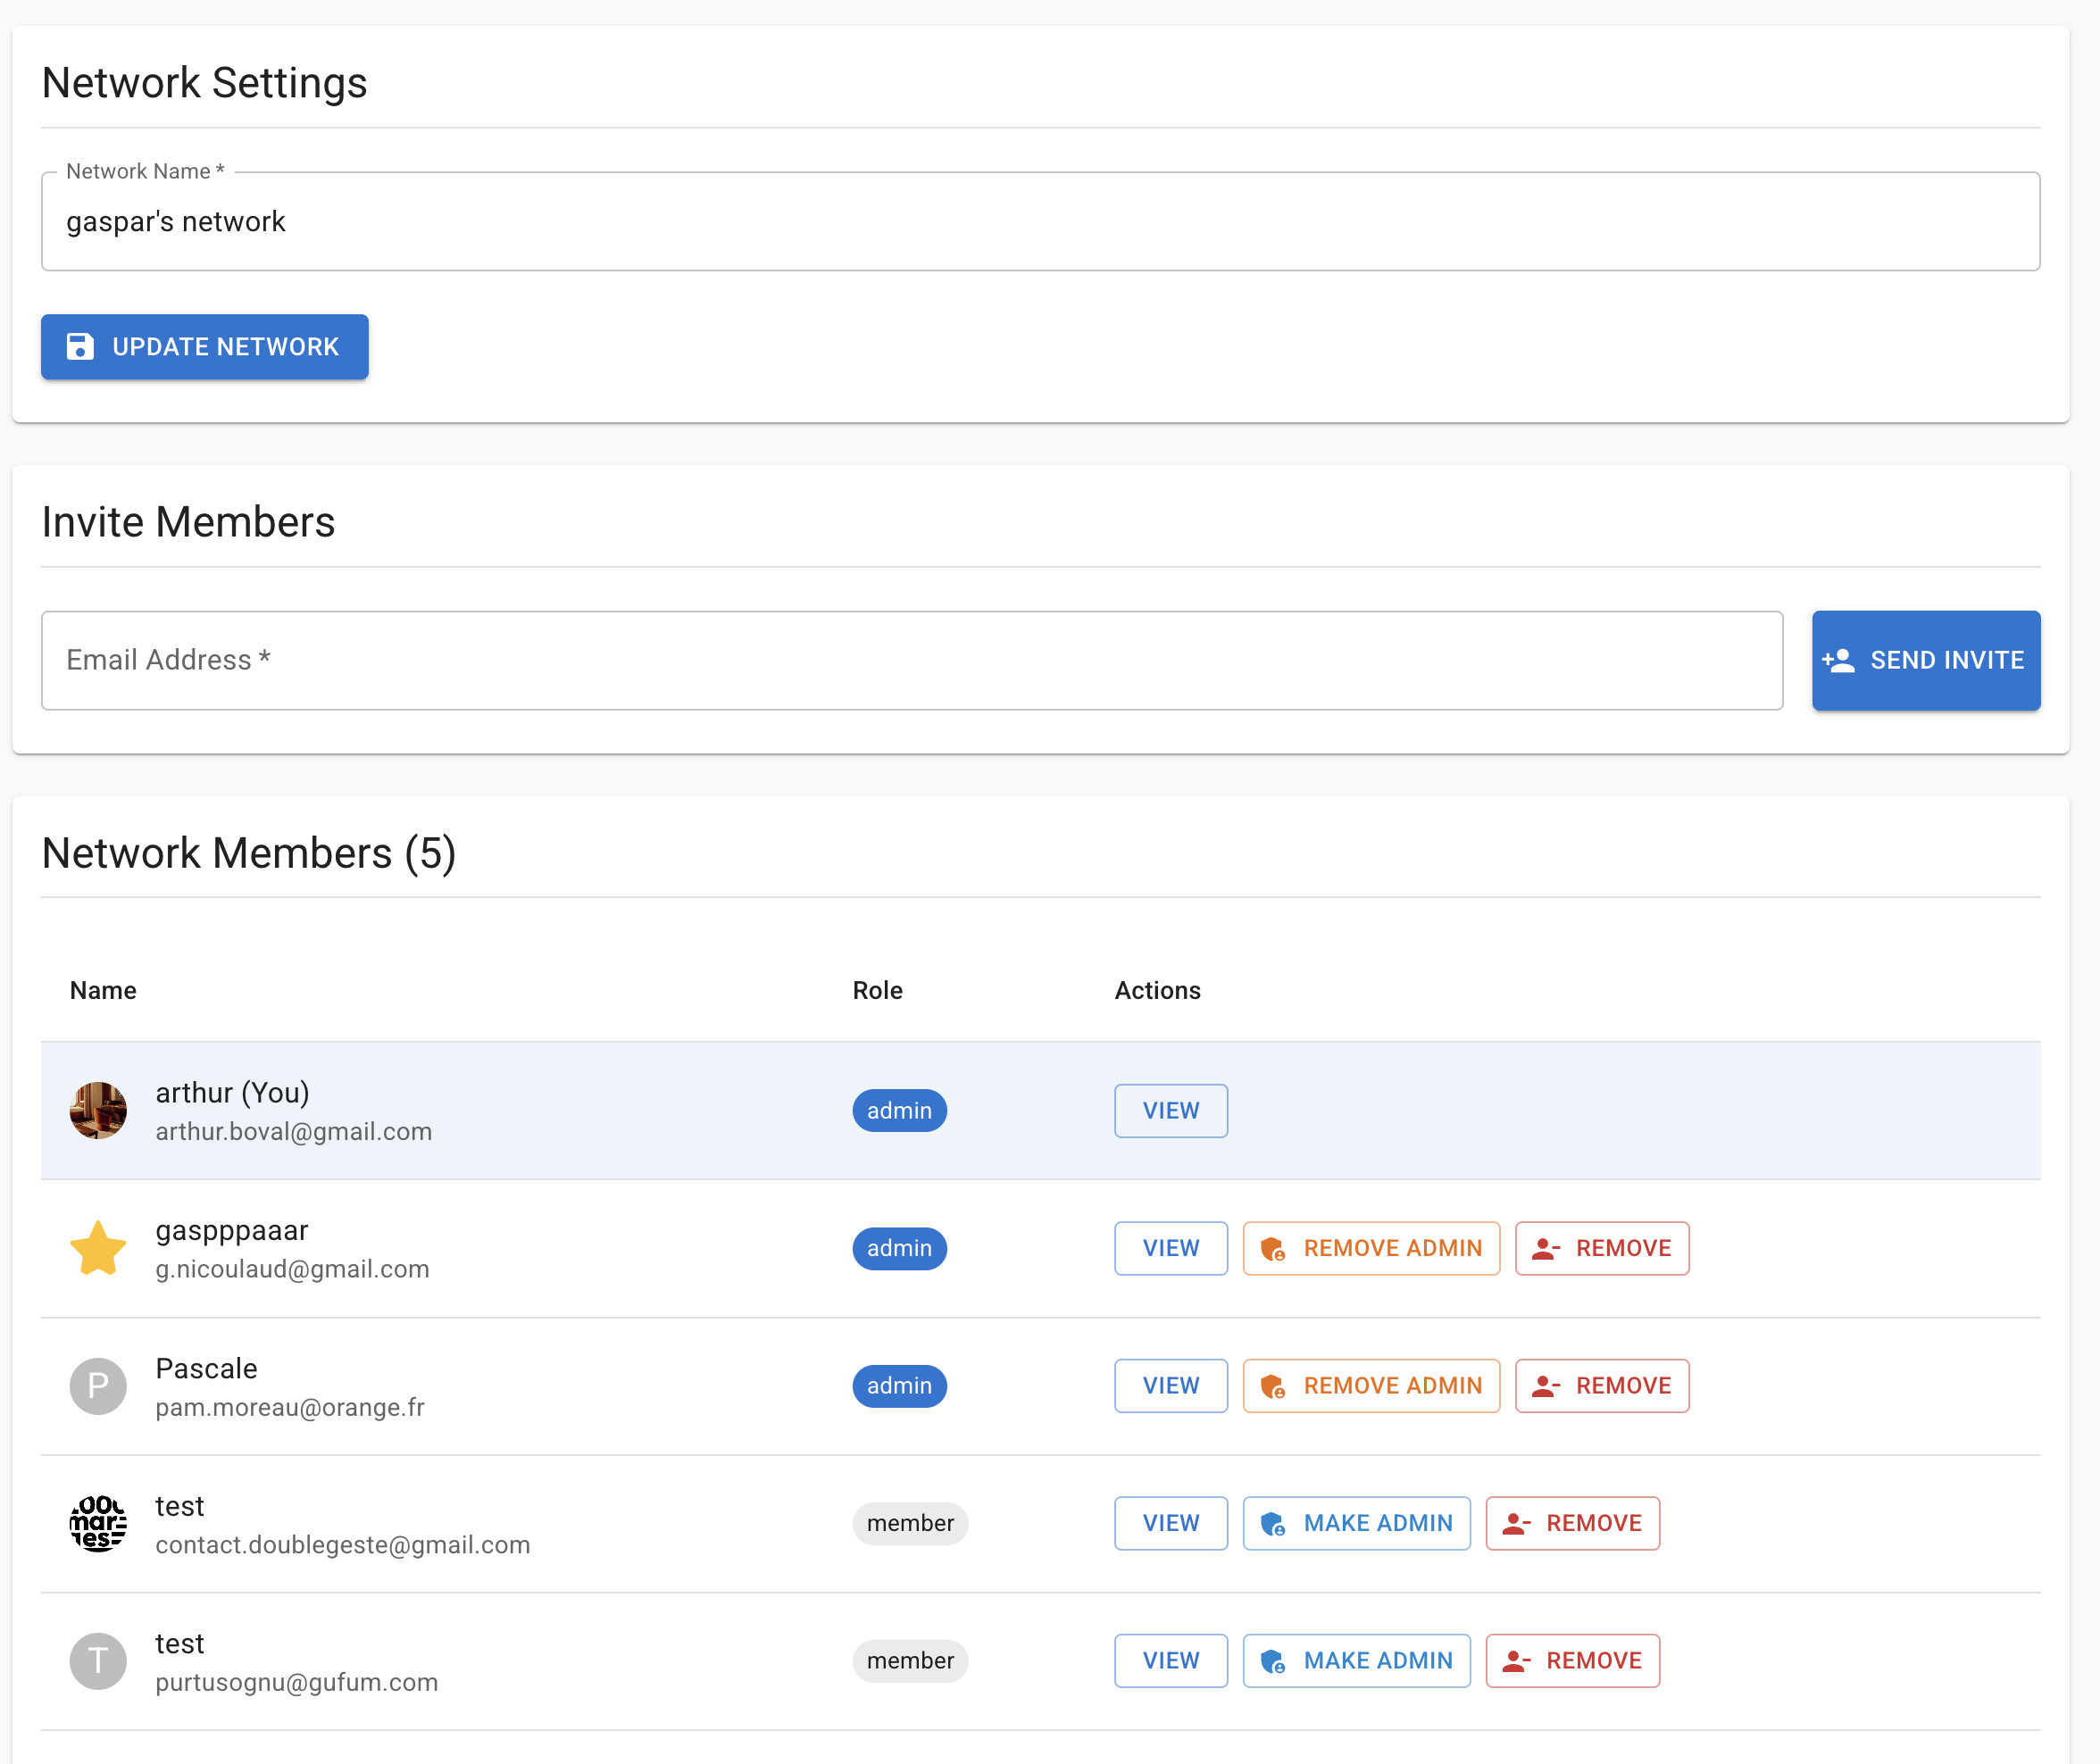 Network Settings
Network Name *
gaspar's network
UPDATE NETWORK
Invite Members
Email Address *
SEND INVITE
Network Members (5)
Name Role Actions
arthur (You)
arthur.boval@gmail.com
admin VIEW
gaspppaaar
g.nicoulaud@gmail.com
admin VIEW REMOVE ADMIN REMOVE
P
Pascale
pam.moreau@orange.fr
admin VIEW REMOVE ADMIN REMOVE
test
contact.doublegeste@gmail.com
member VIEW MAKE ADMIN REMOVE
T
test
purtusognu@gufum.com
member VIEW MAKE ADMIN REMOVE